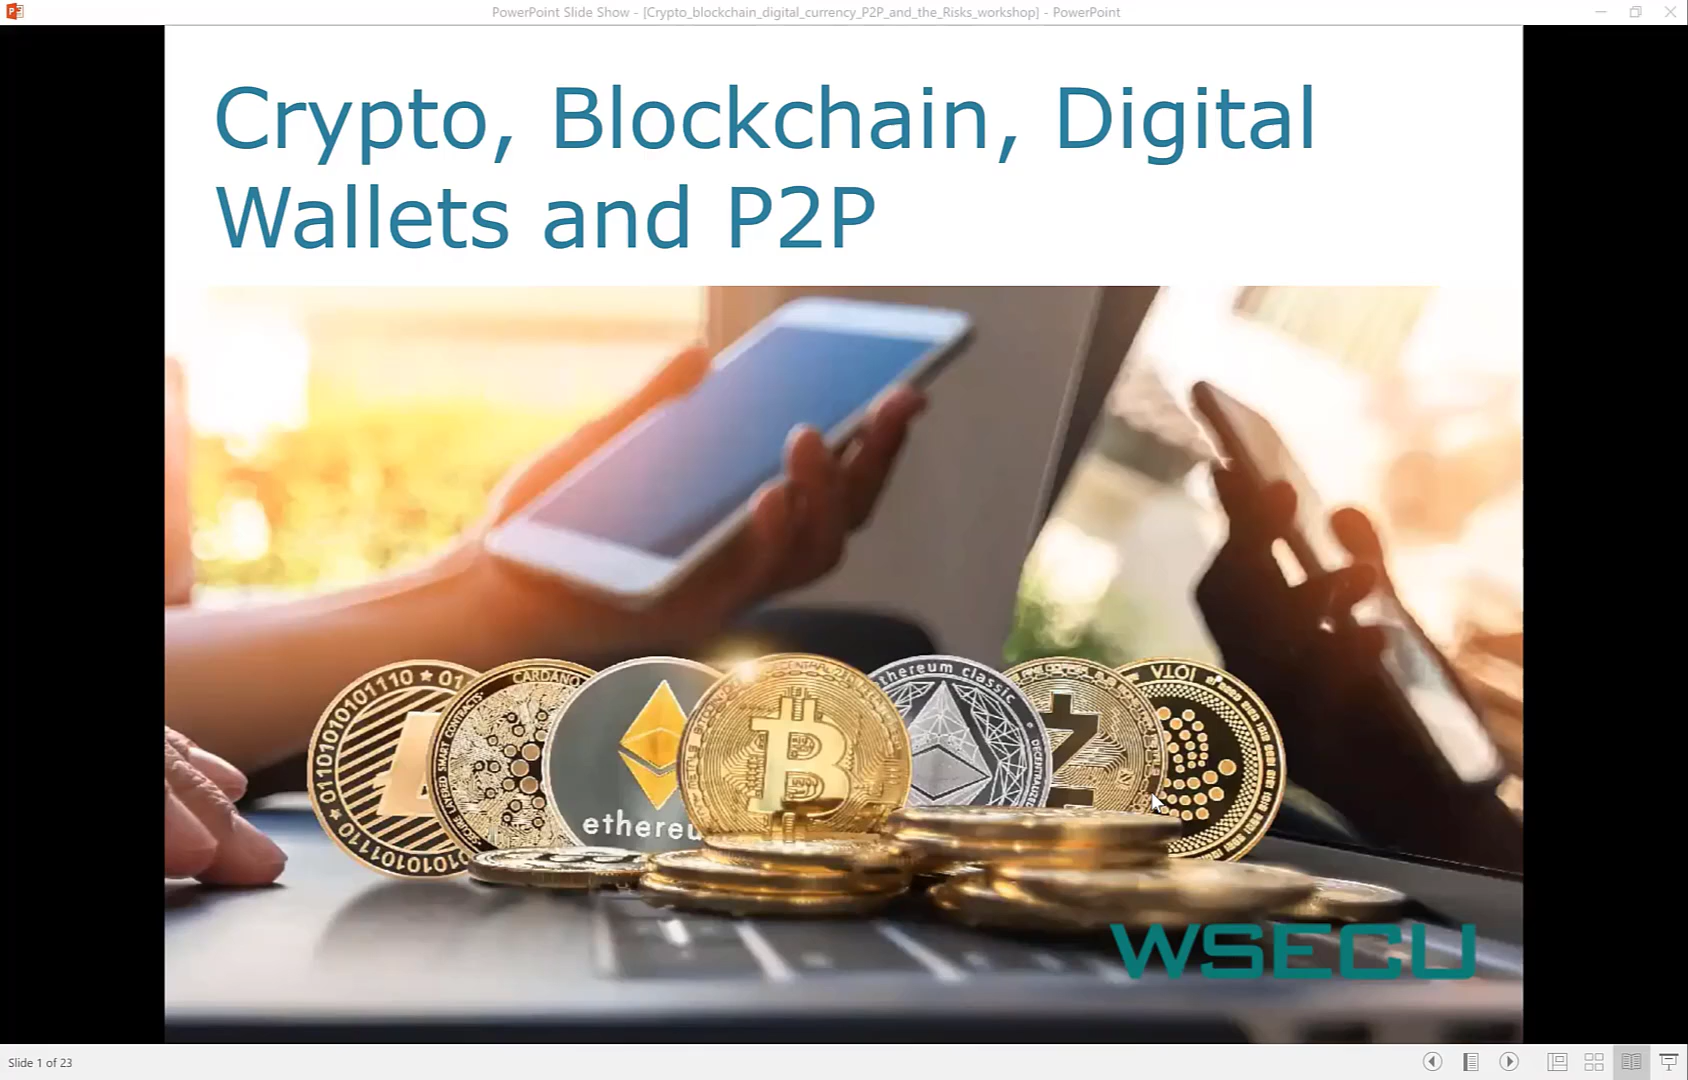 PowerPoint Slide Show - [Crypto_blockchain_digital_currency_P2P_and_the_Risks_workshop] - PowerPoint
Crypto, Blockchain, Digital
Wallets and P2P
CARDANO
ethereum classic
IOTA
ethereu
WSECU
Slide 1 of 23